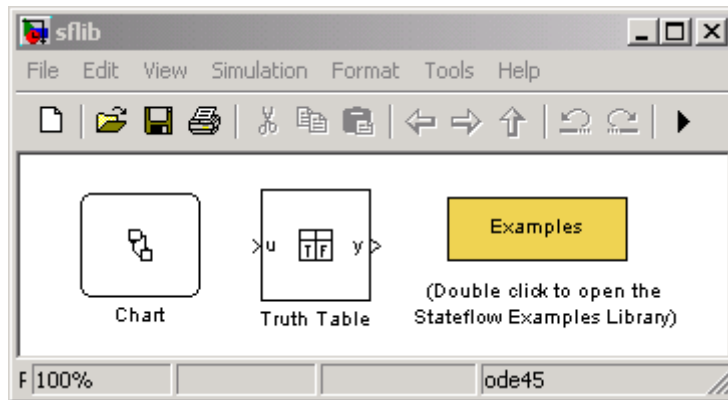 sflib
File Edit View Simulation Format Tools Help
u T F y
Examples
Chart
Truth Table
(Double click to open the
Stateflow Examples Library)
F 100% ode45